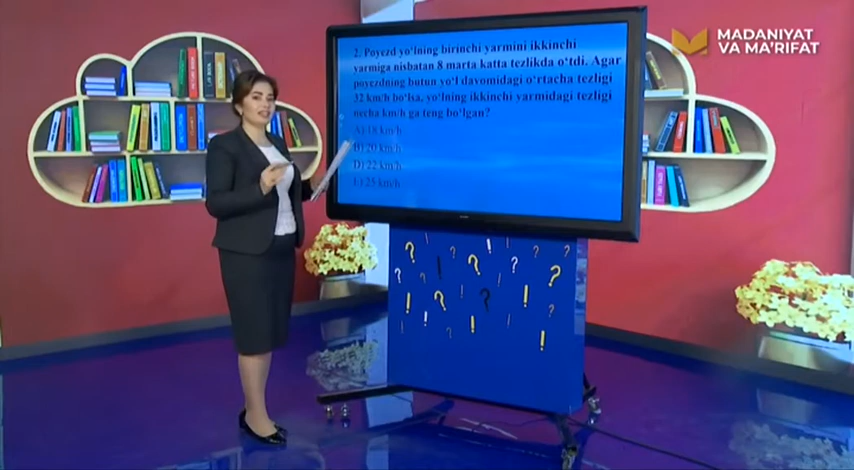 2. Poyezd yo‘lning birinchi yarmini ikkinchi
yarmiga nisbatan 8 marta katta tezlikda o‘tdi. Agar
poyezdning butun yo‘l davomidagi o‘rtacha tezligi
32 km/h bo‘lsa, yo‘lning ikkinchi yarmidagi tezligi
necha km/h ga teng bo‘lgan?
A) 18 km/h
B) 20 km/h
D) 22 km/h
E) 25 km/h
MADANIYAT
VA MA'RIFAT